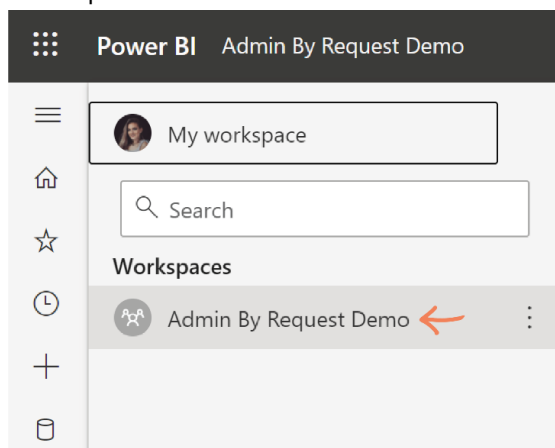 Power BI Admin By Request Demo
My workspace
Search
Workspaces
Admin By Request Demo